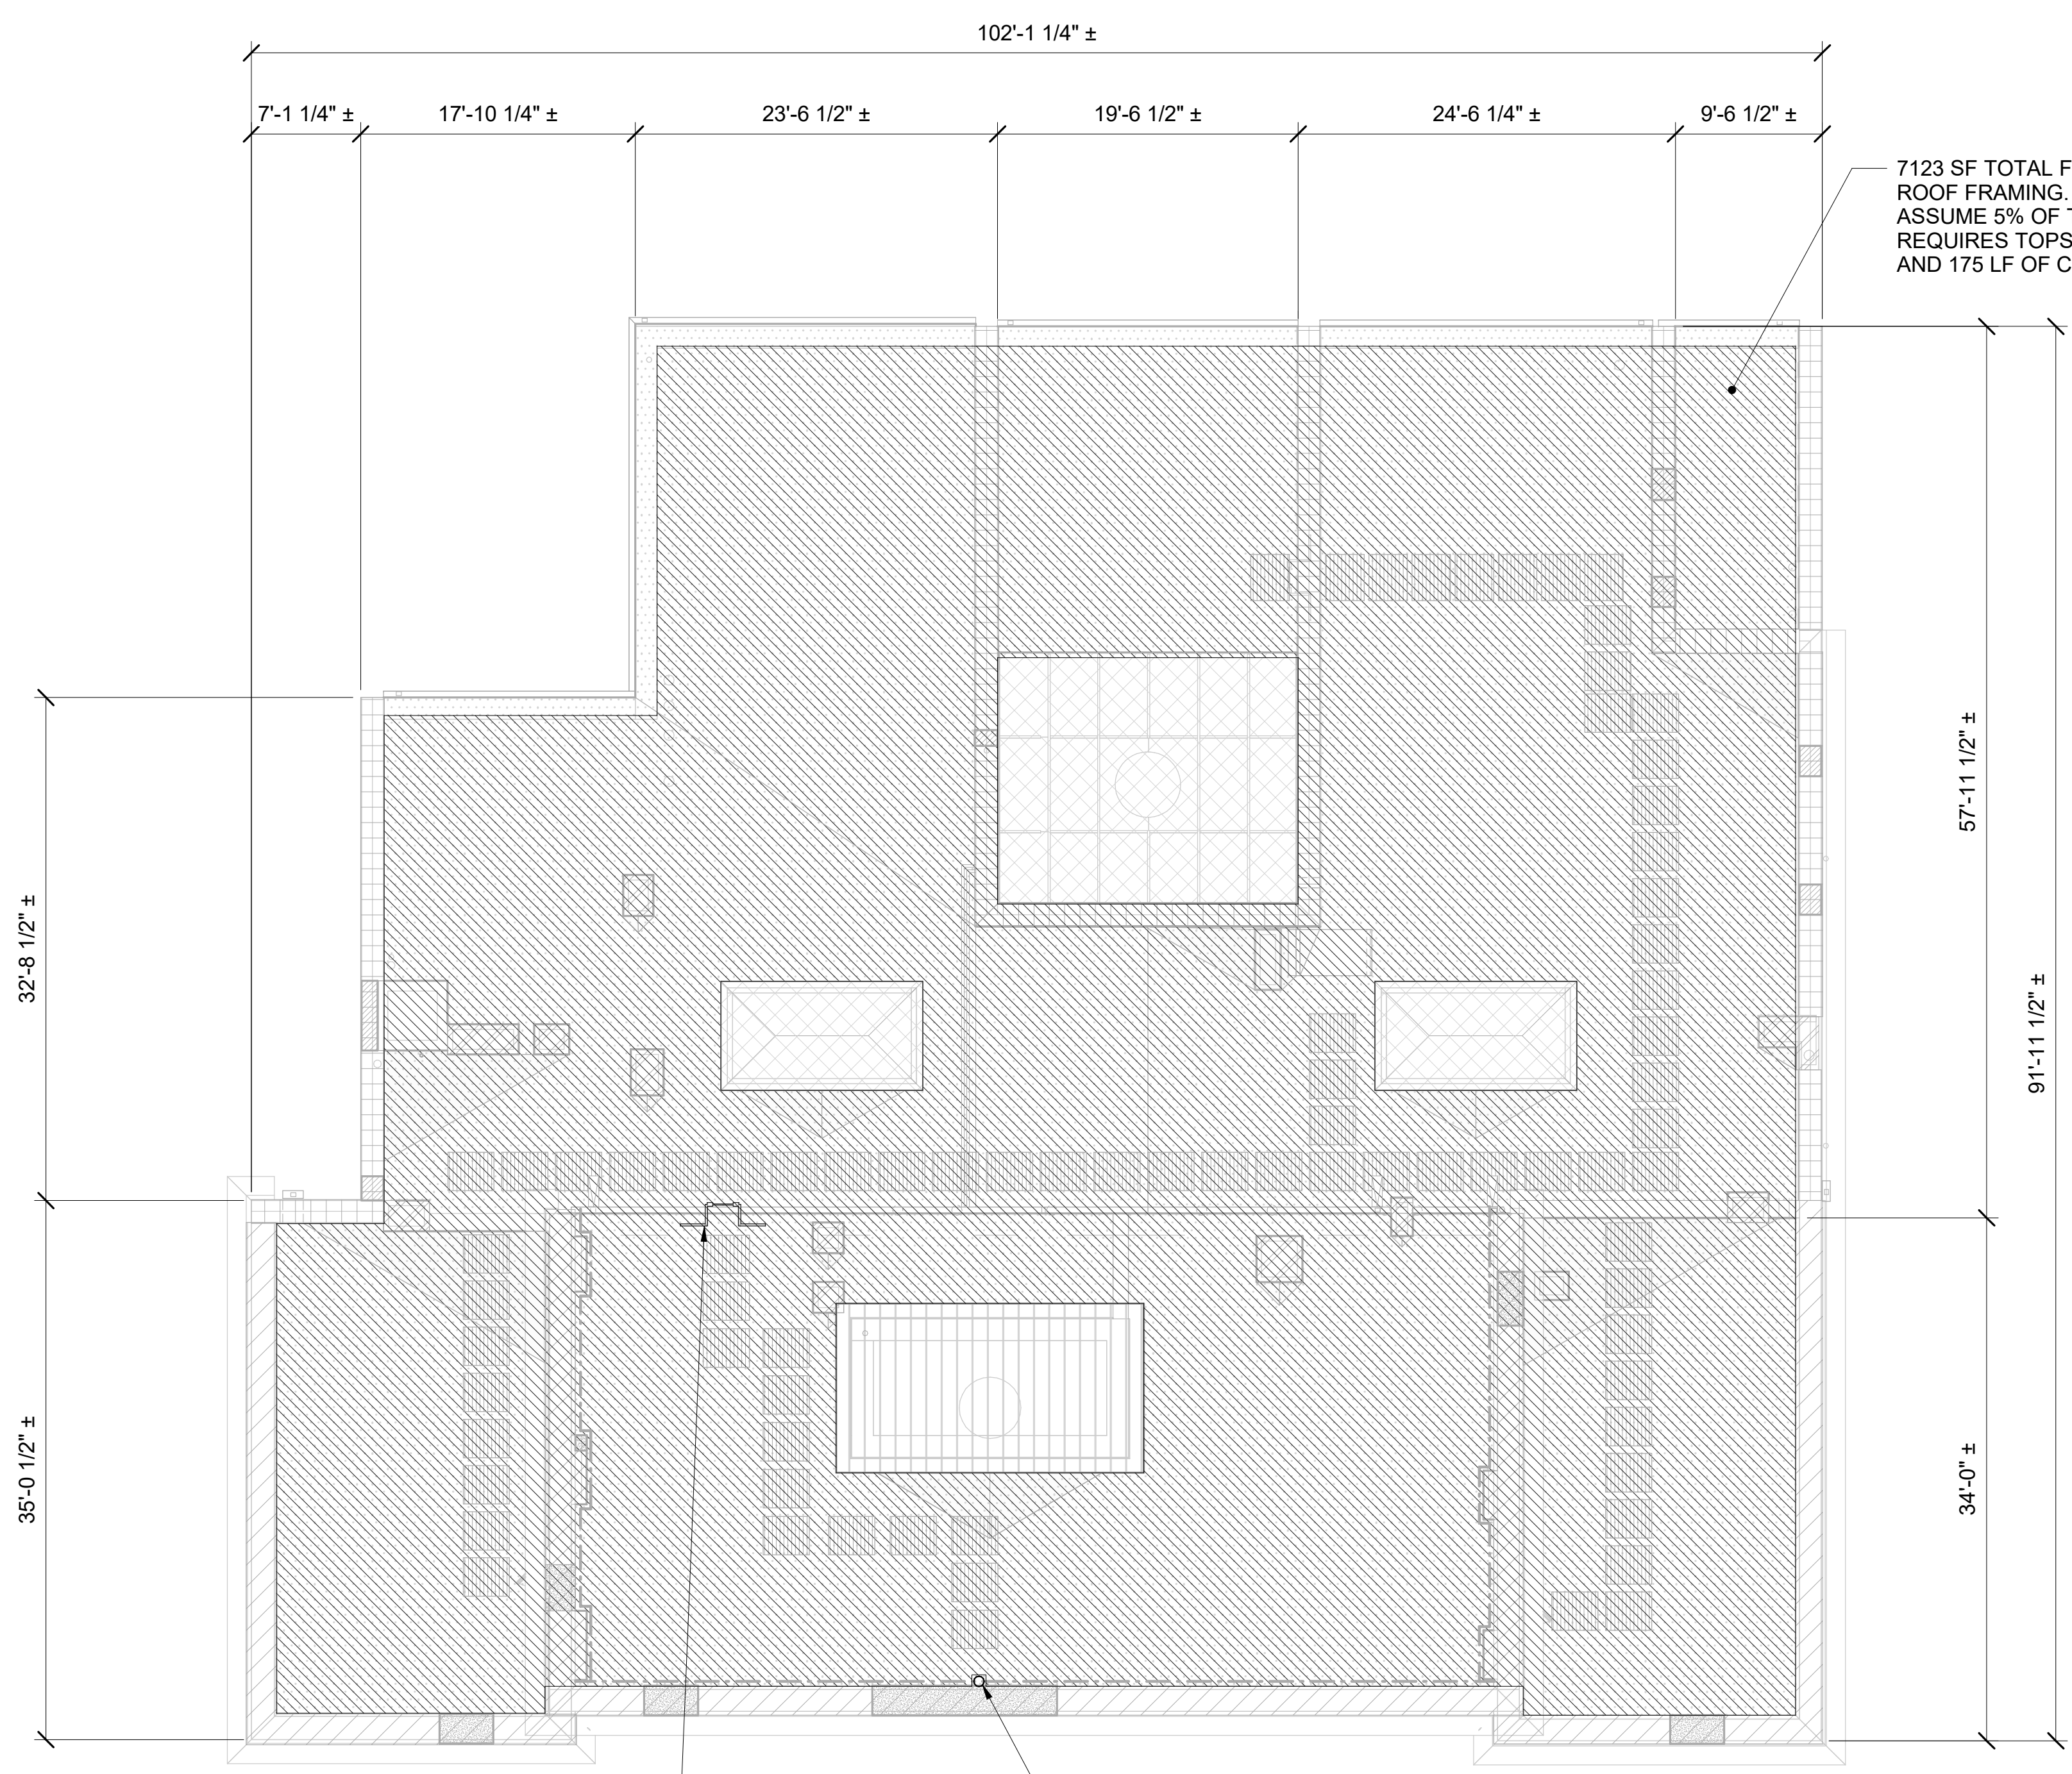 102'-1 1/4" ±
7'-1 1/4" ±
17'-10 1/4" ±
23'-6 1/2" ±
19'-6 1/2" ±
24'-6 1/4" ±
9'-6 1/2" ±
7123 SF TOTAL F
ROOF FRAMING.
ASSUME 5% OF T
REQUIRES TOPS
AND 175 LF OF C
32'-8 1/2" ±
35'-0 1/2" ±
57'-11 1/2" ±
91'-11 1/2" ±
34'-0" ±